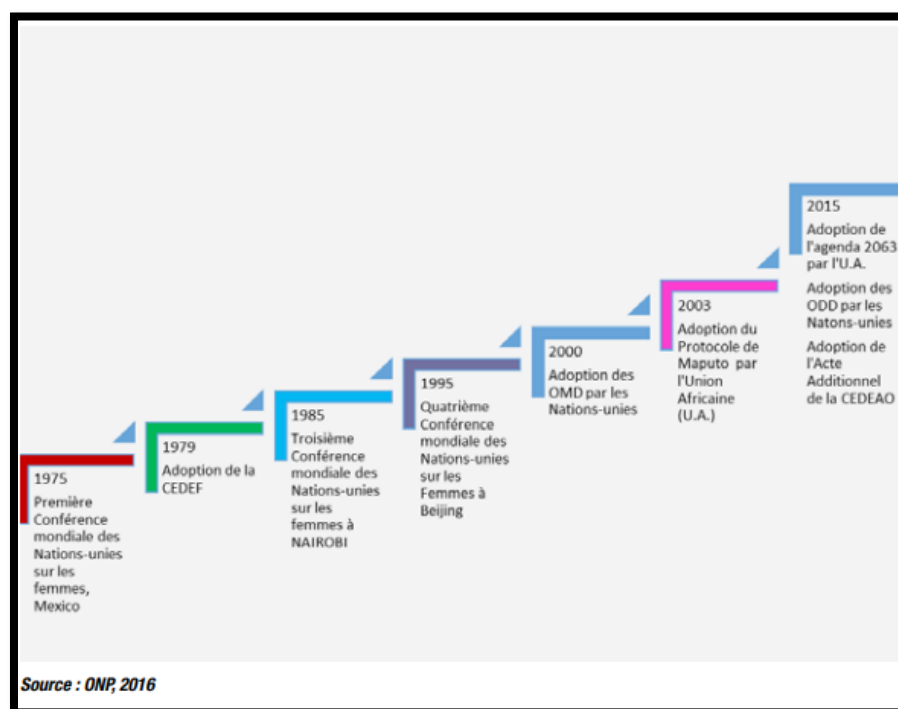 1975
Première
Conférence
mondiale des
Nations-unies
sur les
femmes,
Mexico
1979
Adoption de la
CEDEF
1985
Troisième
Conférence
mondiale des
Nations-unies
sur les
femmes à
NAIROBI
1995
Quatrième
Conférence
mondiale des
Nations-unies
sur les
Femmes à
Beijing
2000
Adoption des
OMD par les
Nations-unies
2003
Adoption du
Protocole de
Maputo par
l'Union
Africaine
(U.A.)
2015
Adoption de
l'agenda 2063
par l'U.A.
Adoption des
ODD par les
Natons-unies
Adoption de
l'Acte
Additionnel
de la CEDEAO
Source : ONP, 2016